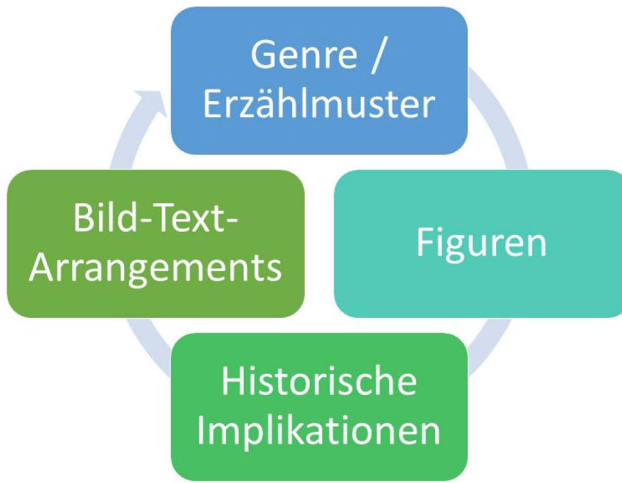 Genre /
Erzählmuster
Figuren
Historische
Implikationen
Bild-Text-
Arrangements